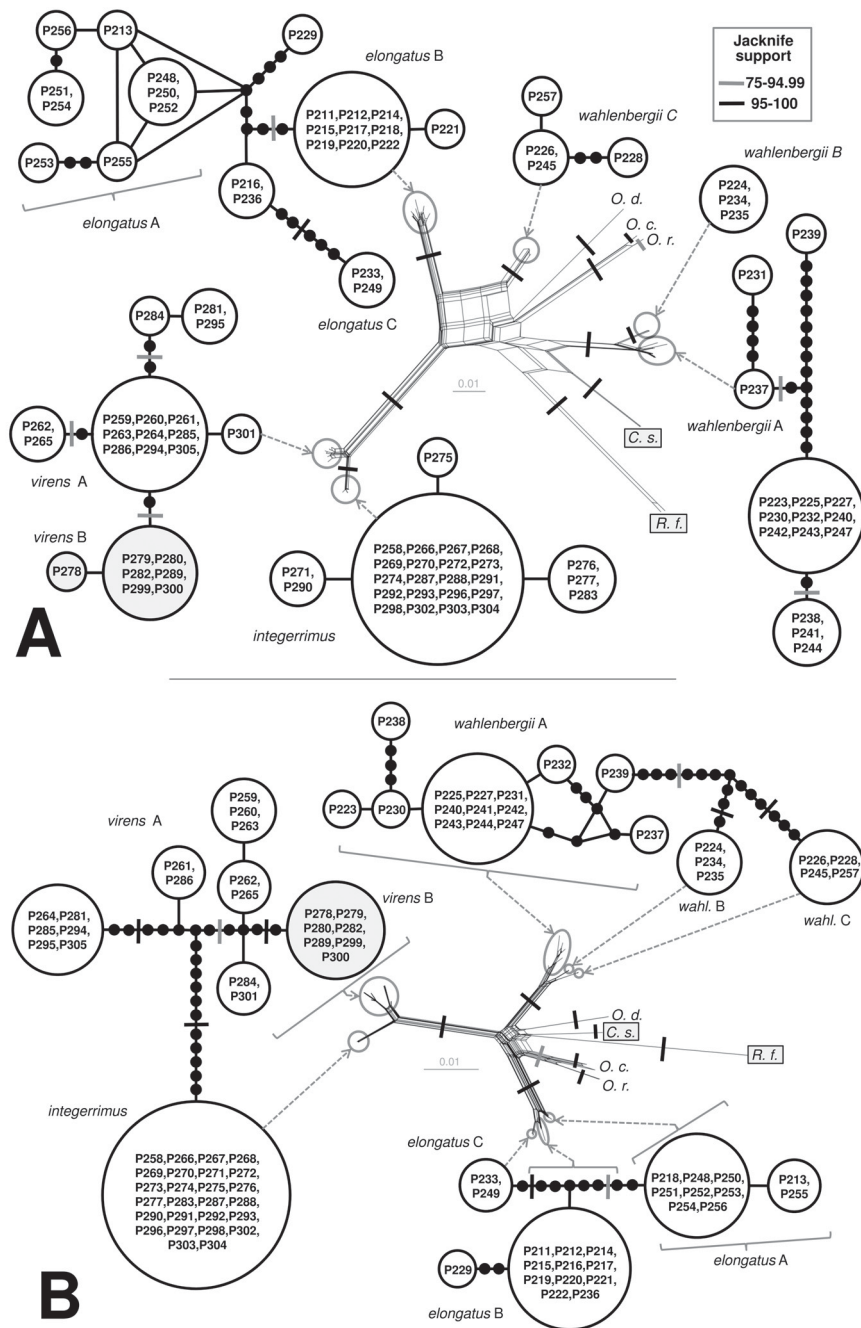 P256
P213
P229
elongatus B
Jacknife
support
75-94.99
95-100
P251,
P254
P248,
P250,
P252
P211,P212,P214,
P215,P217,P218,
P219,P220,P222
P221
P257
wahlenbergii C
P226,
P245
P228
wahlenbergii B
P224,
P234,
P235
P253
P255
elongatus A
P216,
P236
O. d.
O. c.
O. r.
P239
P231
P233,
P249
elongatus C
P237
wahlenbergii A
0.01
P284
P281,
P295
P262,
P265
P259,P260,P261,
P263,P264,P285,
P286,P294,P305,
P301
virens A
C. s.
R. f.
P275
P223,P225,P227,
P230,P232,P240,
P242,P243,P247
virens B
P278
P279,P280,
P282,P289,
P299,P300
P271,
P290
P258,P266,P267,P268,
P269,P270,P272,P273,
P274,P287,P288,P291,
P292,P293,P296,P297,
P298,P302,P303,P304
P276,
P277,
P283
integerrimus
P238,
P241,
P244
A
P238
wahlenbergii A
P232
P239
P223
P230
P225,P227,P231,
P240,P241,P242,
P243,P244,P247
P237
P224,
P234,
P235
wahl. B
P226,P228,
P245,P257
wahl. C
virens A
P259,
P260,
P263
P261,
P286
P262,
P265
virens B
P264,P281,
P285,P294,
P295,P305
P278,P279,
P280,P282,
P289,P299,
P300
P284,
P301
O. d.
C. s.
R. f.
0.01
O. c.
O. r.
integerrimus
P258,P266,P267,P268,
P269,P270,P271,P272,
P273,P274,P275,P276,
P277,P283,P287,P288,
P290,P291,P292,P293,
P296,P297,P298,P302,
P303,P304
elongatus C
P233,
P249
P218,P248,P250,
P251,P252,P253,
P254,P256
P213,
P255
elongatus A
P229
P211,P212,P214,
P215,P216,P217,
P219,P220,P221,
P222,P236
elongatus B
B